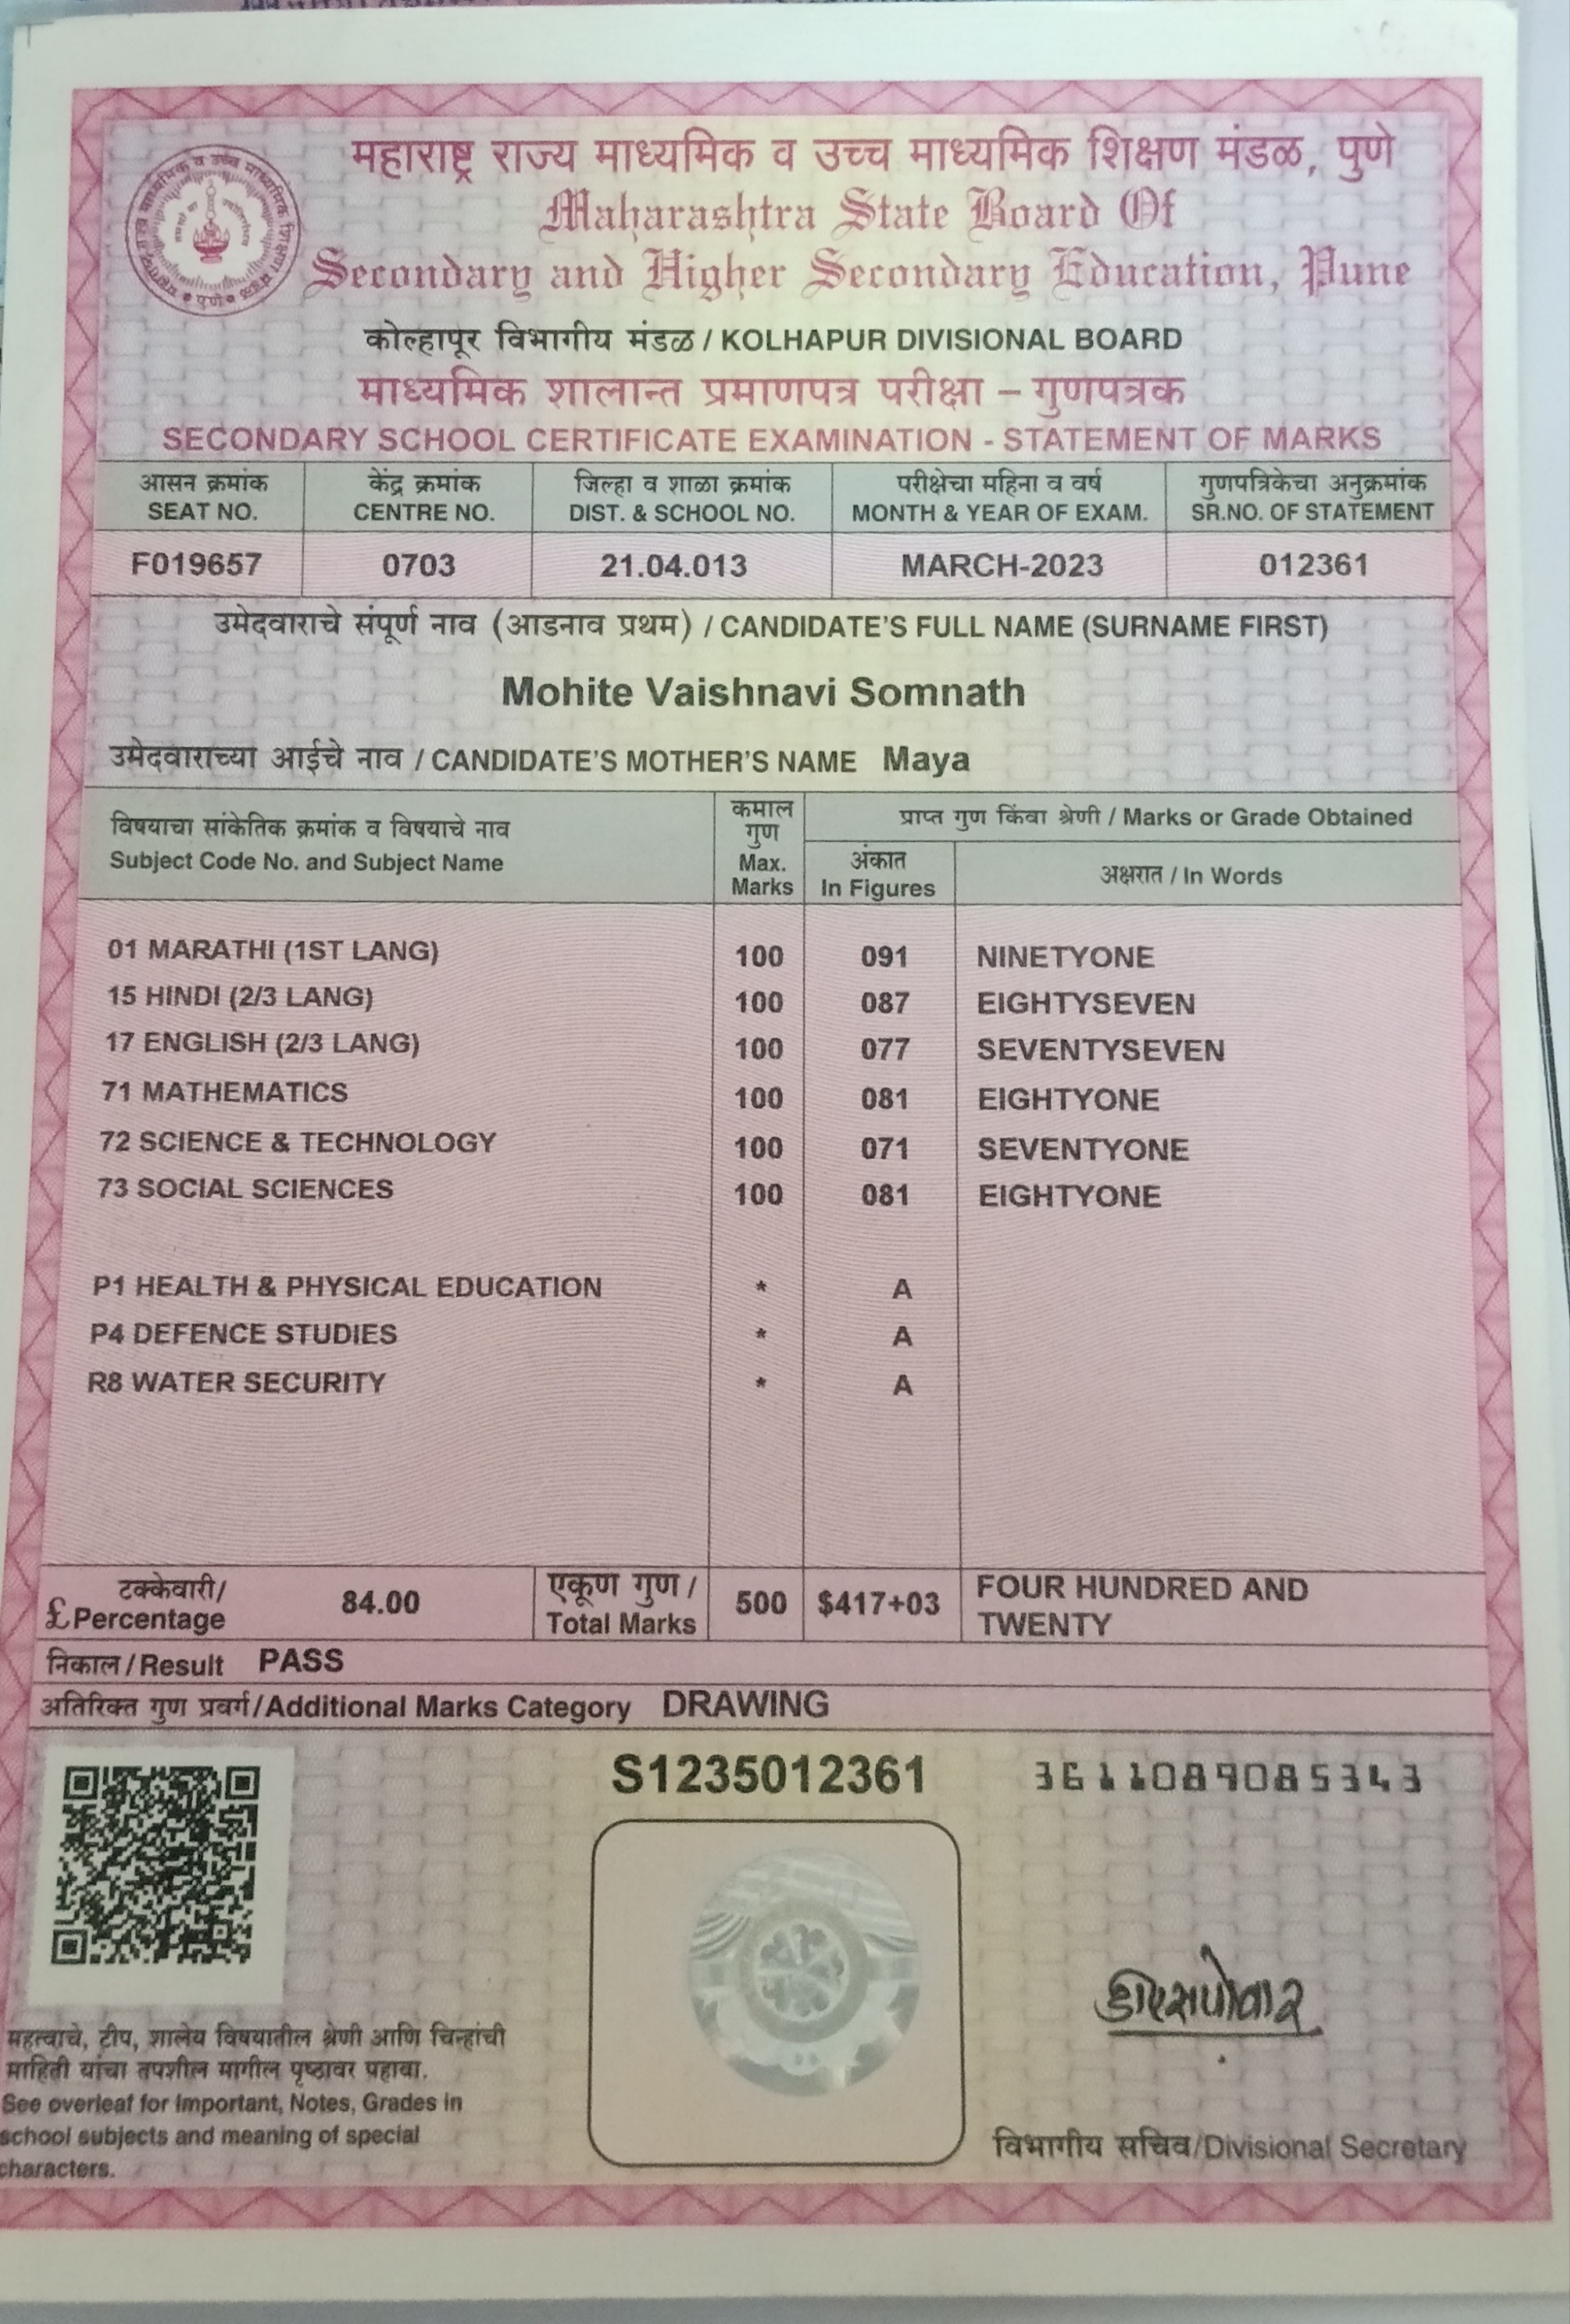 महाराष्ट्र राज्य माध्यमिक व उच्च माध्यमिक शिक्षण मंडळ, पुणे
Maharashtra State Board Of
Secondary and Higher Secondary Education, Pune
कोल्हापूर विभागीय मंडळ / KOLHAPUR DIVISIONAL BOARD
माध्यमिक शालान्त प्रमाणपत्र परीक्षा – गुणपत्रक
SECONDARY SCHOOL CERTIFICATE EXAMINATION - STATEMENT OF MARKS
आसन क्रमांक केंद्र क्रमांक जिल्हा व शाळा क्रमांक परीक्षेचा महिना व वर्ष गुणपत्रिकेचा अनुक्रमांक
SEAT NO. CENTRE NO. DIST. & SCHOOL NO. MONTH & YEAR OF EXAM. SR.NO. OF STATEMENT
F019657 0703 21.04.013 MARCH-2023 012361
उमेदवाराचे संपूर्ण नाव (आडनाव प्रथम) / CANDIDATE'S FULL NAME (SURNAME FIRST)
Mohite Vaishnavi Somnath
उमेदवाराच्या आईचे नाव / CANDIDATE'S MOTHER'S NAME Maya
विषयाचा सांकेतिक क्रमांक व विषयाचे नाव
Subject Code No. and Subject Name
कमाल
गुण
Max.
Marks
प्राप्त गुण किंवा श्रेणी / Marks or Grade Obtained
अंकात
In Figures
अक्षरात / In Words
01 MARATHI (1ST LANG) 100 091 NINETYONE
15 HINDI (2/3 LANG) 100 087 EIGHTYSEVEN
17 ENGLISH (2/3 LANG) 100 077 SEVENTYSEVEN
71 MATHEMATICS 100 081 EIGHTYONE
72 SCIENCE & TECHNOLOGY 100 071 SEVENTYONE
73 SOCIAL SCIENCES 100 081 EIGHTYONE
P1 HEALTH & PHYSICAL EDUCATION * A
P4 DEFENCE STUDIES * A
R8 WATER SECURITY * A
टक्केवारी/
£ Percentage
84.00
एकूण गुण /
Total Marks
500 $417+03
FOUR HUNDRED AND
TWENTY
निकाल / Result PASS
अतिरिक्त गुण प्रवर्ग/Additional Marks Category DRAWING
S1235012361 3611089085343
महत्वाचे, टीप, शालेय विषयातील श्रेणी आणि चिन्हांची
माहिती यांचा तपशील मागील पृष्ठावर पहावा.
See overleaf for Important, Notes, Grades in
school subjects and meaning of special
characters.
विभागीय सचिव/Divisional Secretary